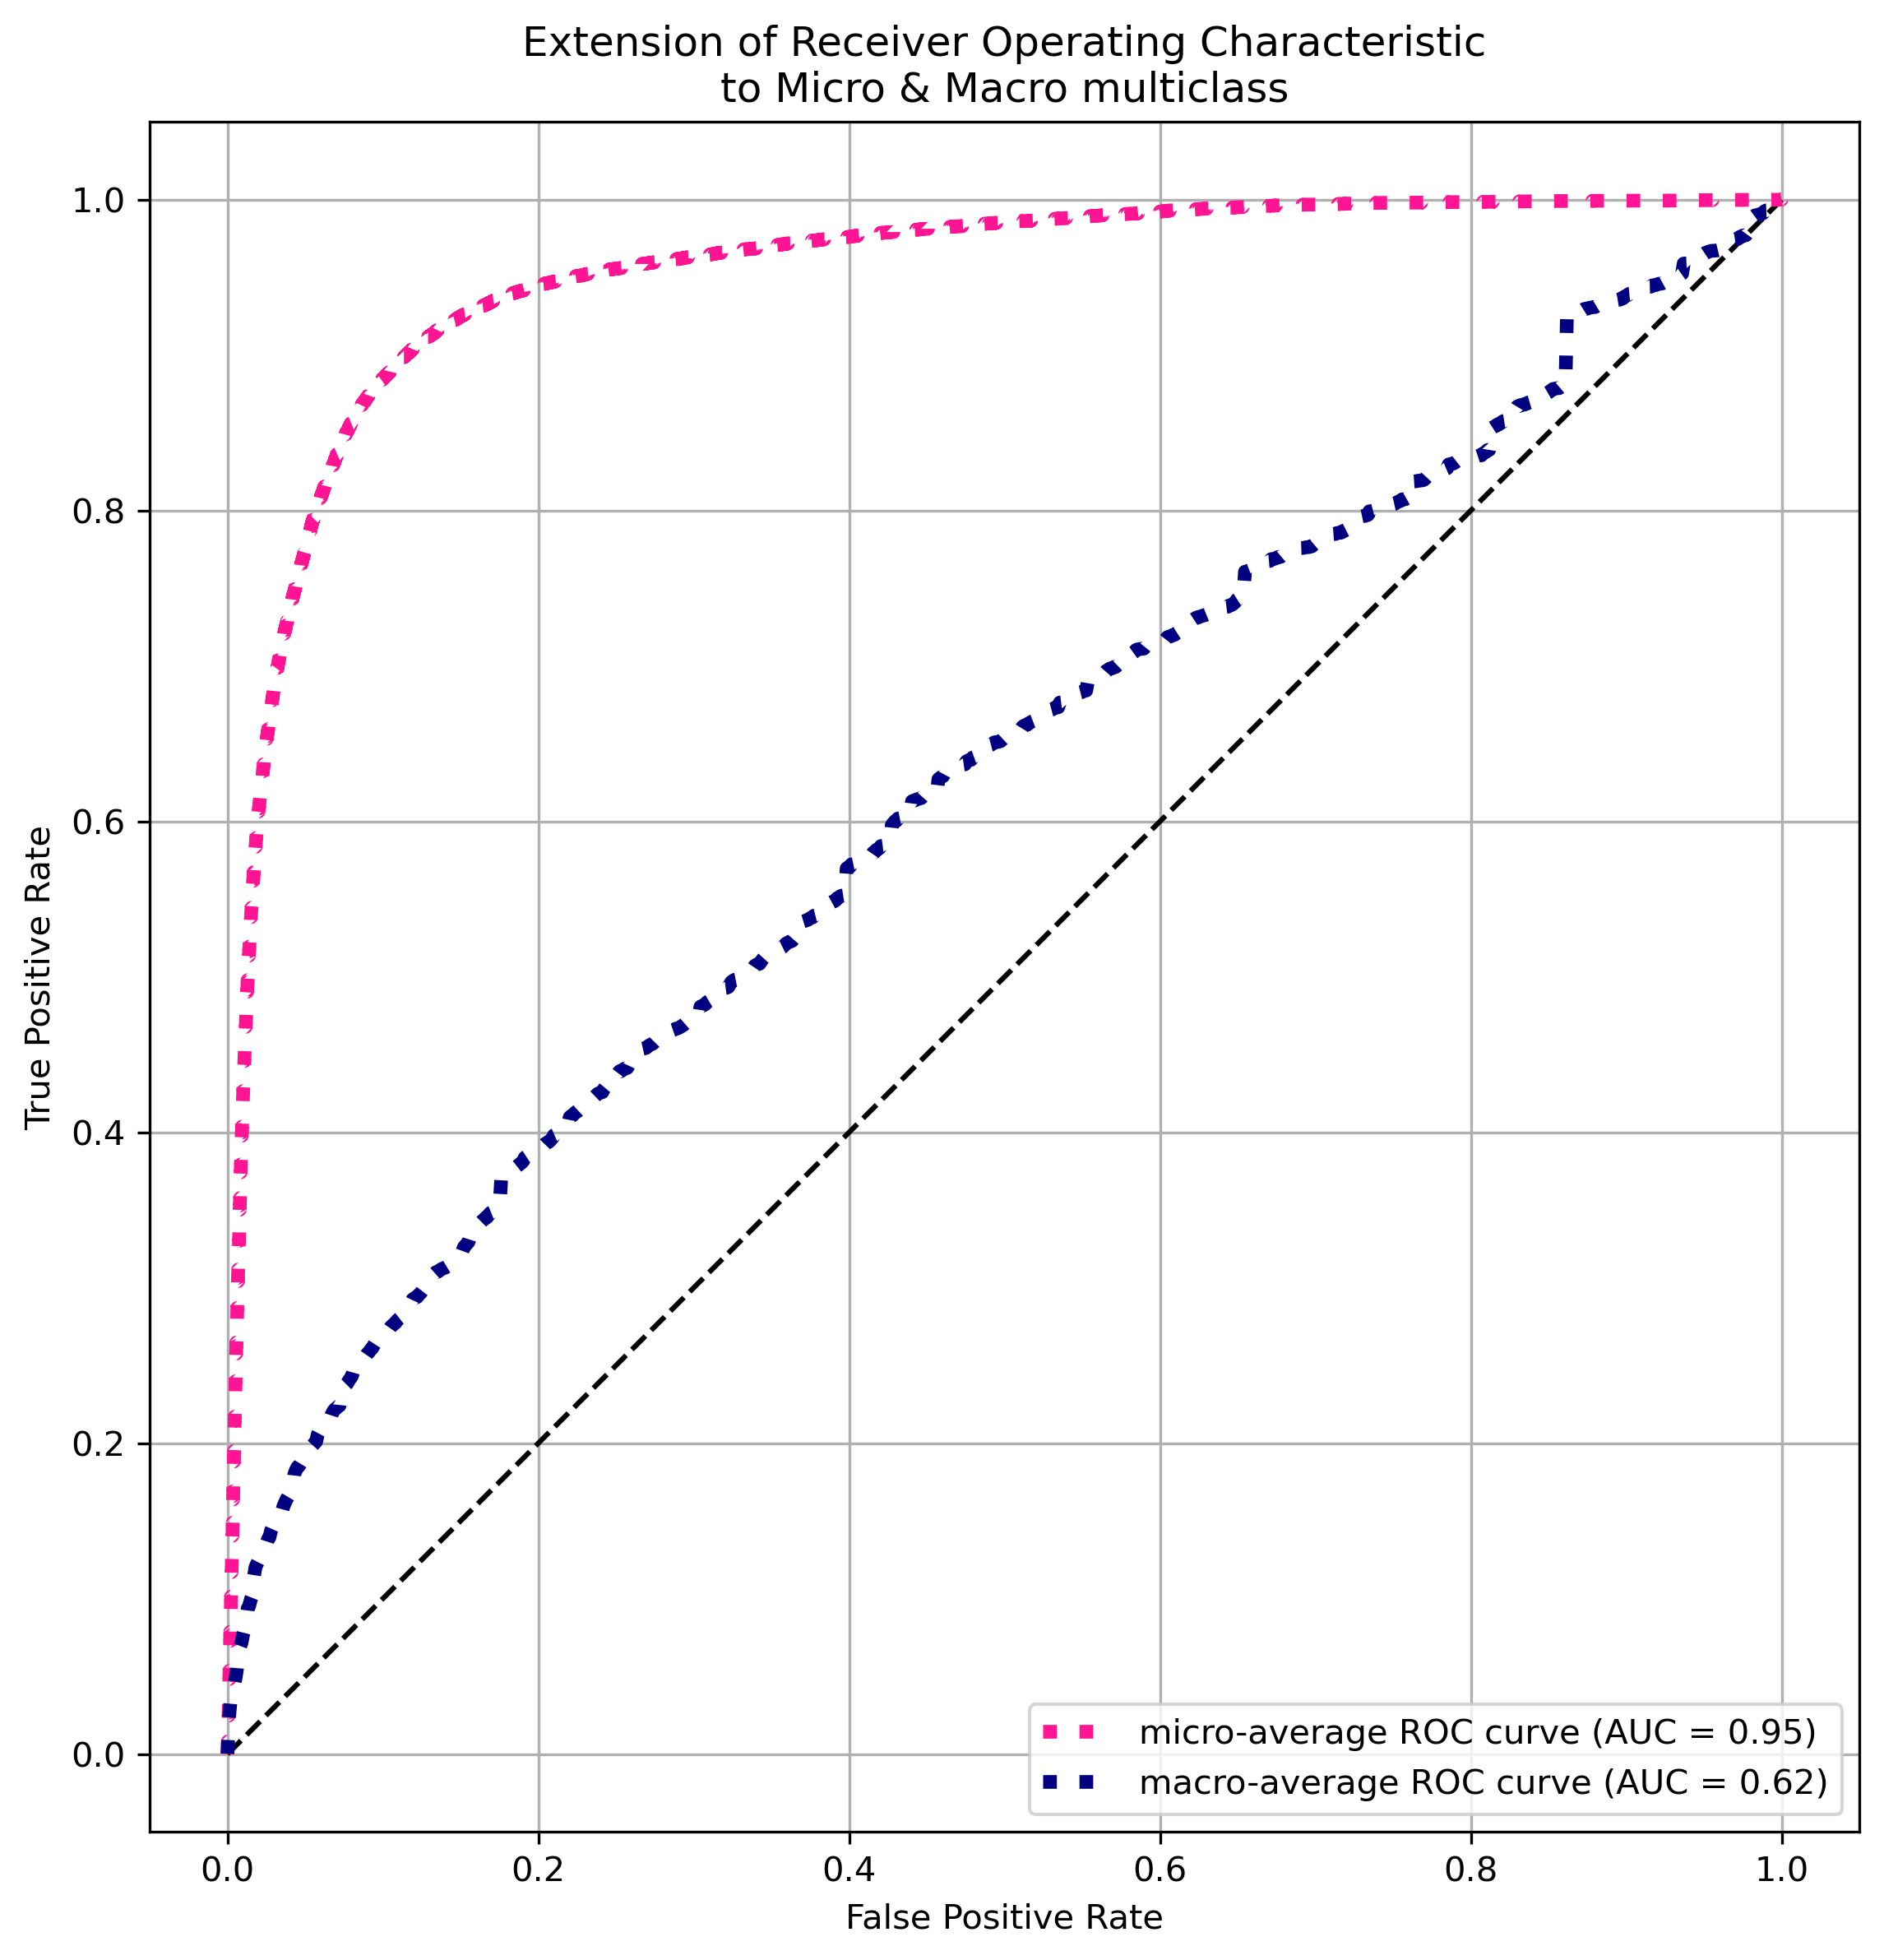 Extension of Receiver Operating Characteristic
to Micro & Macro multiclass
True Positive Rate
1.0
0.8
0.6
0.4
0.2
0.0
micro-average ROC curve (AUC = 0.95)
macro-average ROC curve (AUC = 0.62)
0.0 0.2 0.4 0.6 0.8 1.0
False Positive Rate